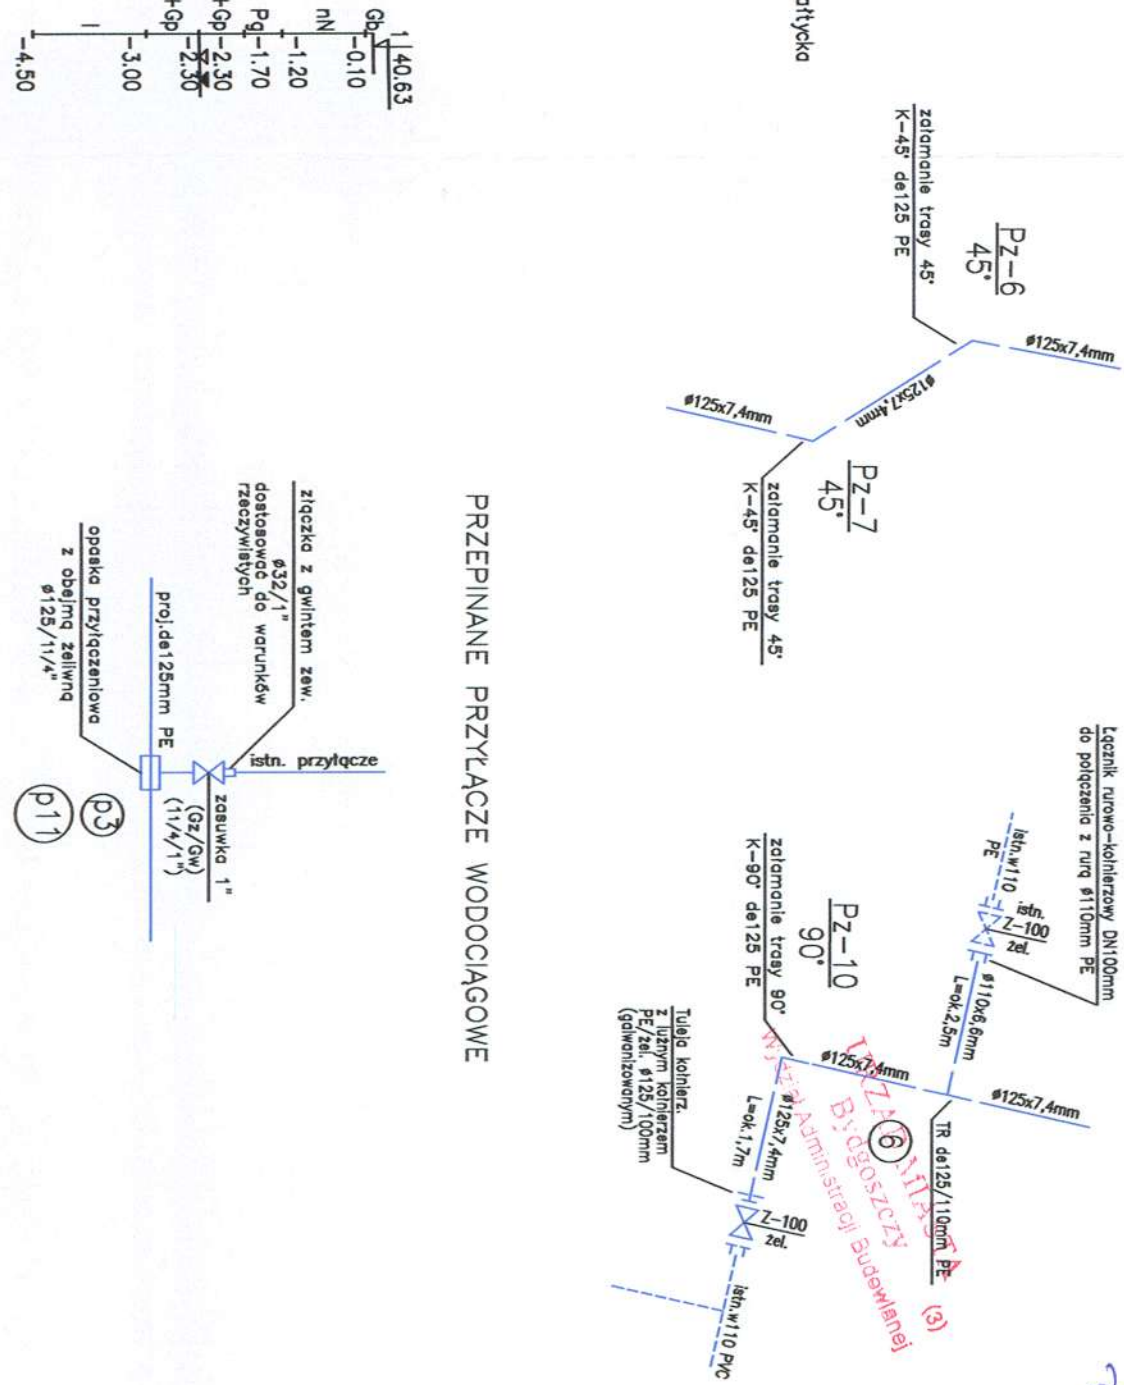 ałtycka
1 | 40.63
Gb
-0.10
nN
-1.20
Pg
-1.70
+Gp
-2.30
+Gp
-2.30
-3.00
I
-4.50
Pz-6
45°
załamanie trasy 45°
K-45° de125 PE
ø125x7,4mm
ø125x7,4mm
ø125x7,4mm
Pz-7
45°
załamanie trasy 45°
K-45° de125 PE
Łącznik rurowo-kołnierzowy DN100mm
do połączenia z rurą ø110mm PE
istn.w110
PE
istn.
Z-100
żel.
ø110x6,6mm
L=ok.2,5m
ø125x7,4mm
TR de125/110mm PE
6
ø125x7,4mm
Pz-10
90°
załamanie trasy 90°
K-90° de125 PE
ø125x7,4mm
L=ok.1,7m
Tuleja kołnierz.
z luźnym kołnierzem
PE/żel. ø125/100mm
(galwanizowanym)
Z-100
żel.
istn.w110 PVC
URZĄD MIASTA (3)
Bydgoszczy
Wydział Administracji Budowlanej
PRZEPINANE PRZYŁĄCZE WODOCIĄGOWE
złączka z gwintem zew.
ø32/1"
dostosować do warunków
rzeczywistych
istn. przyłącze
proj.de125mm PE
zasuwka 1"
(Gz/Gw)
(11/4/1")
opaska przyłączeniowa
z obejmą żeliwną
ø125/11/4"
p3
p11